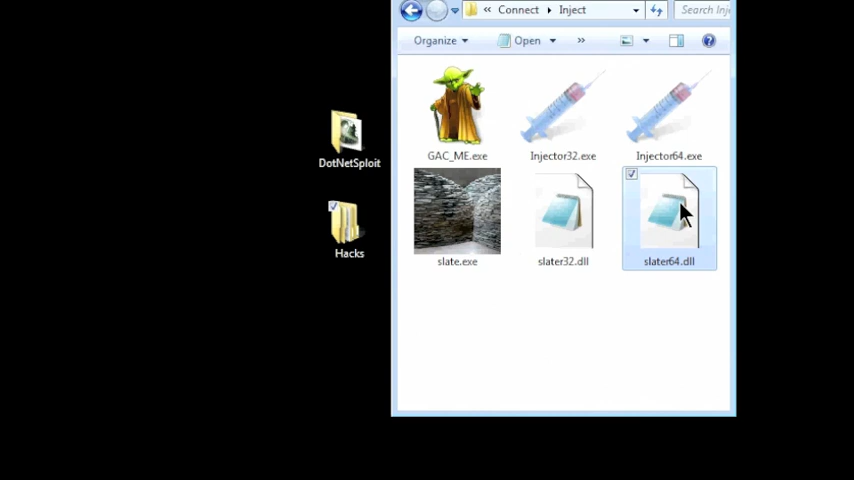 « Connect Inject
Search Inj
Organize Open »
GAC_ME.exe Injector32.exe Injector64.exe
DotNetSploit
slate.exe slater32.dll slater64.dll
Hacks